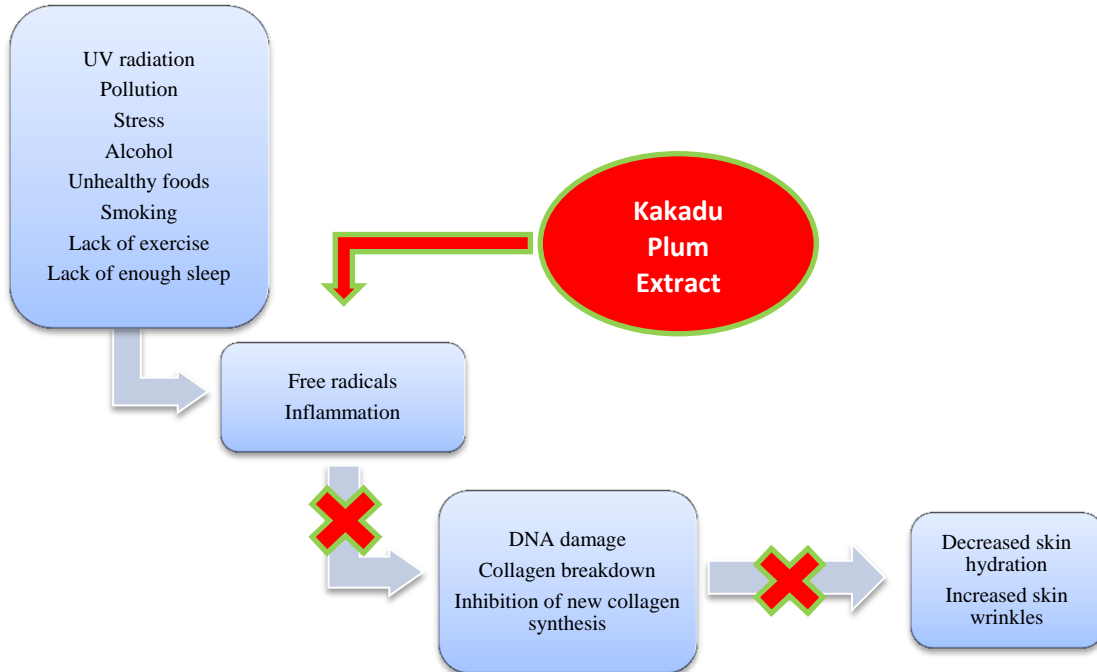 UV radiation
Pollution
Stress
Alcohol
Unhealthy foods
Smoking
Lack of exercise
Lack of enough sleep
Kakadu
Plum
Extract
Free radicals
Inflammation
DNA damage
Collagen breakdown
Inhibition of new collagen
synthesis
Decreased skin
hydration
Increased skin
wrinkles